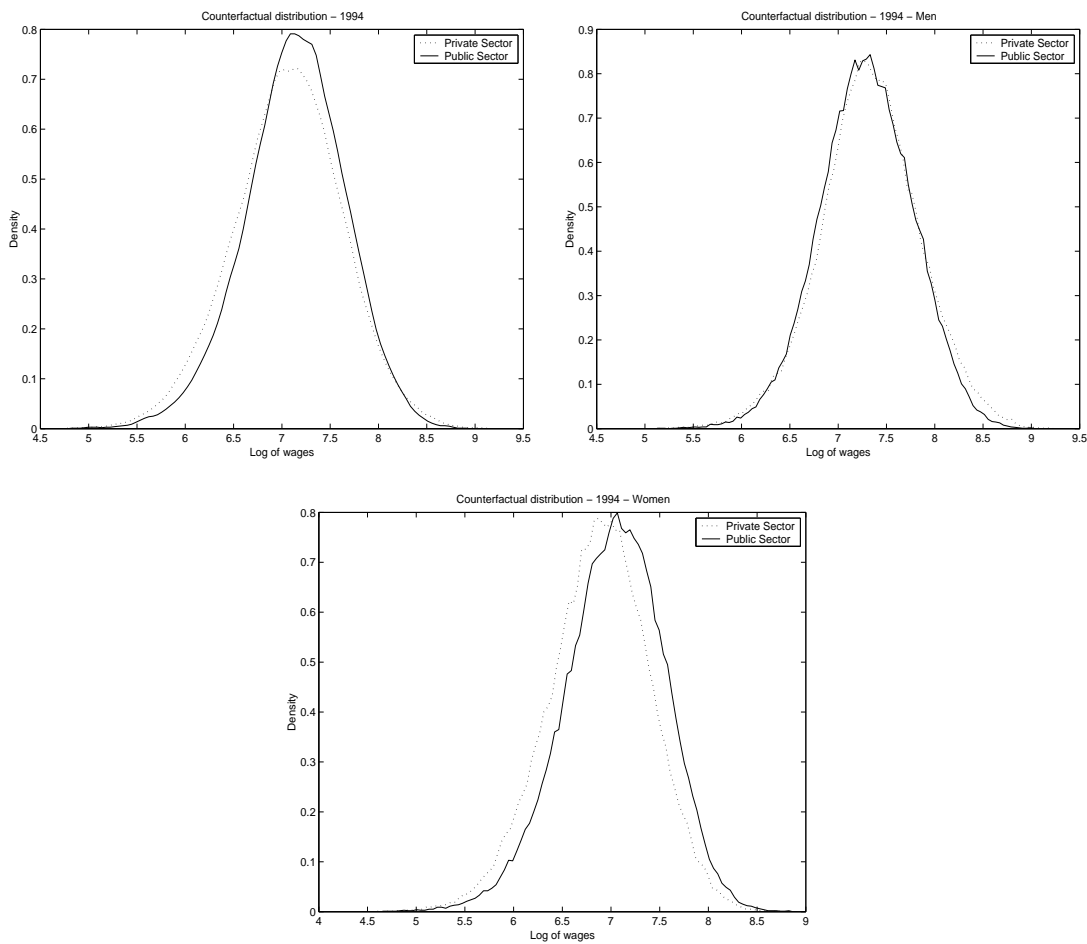 Counterfactual distribution – 1994
Private Sector
Public Sector
0.8
0.7
0.6
0.5
0.4
0.3
0.2
0.1
0
Density
4.5 5 5.5 6 6.5 7 7.5 8 8.5 9 9.5
Log of wages
Counterfactual distribution – 1994 – Men
Private Sector
Public Sector
0.9
0.8
0.7
0.6
0.5
0.4
0.3
0.2
0.1
0
Density
4.5 5 5.5 6 6.5 7 7.5 8 8.5 9 9.5
Log of wages
Counterfactual distribution – 1994 – Women
Private Sector
Public Sector
0.8
0.7
0.6
0.5
0.4
0.3
0.2
0.1
0
Density
4 4.5 5 5.5 6 6.5 7 7.5 8 8.5 9
Log of wages